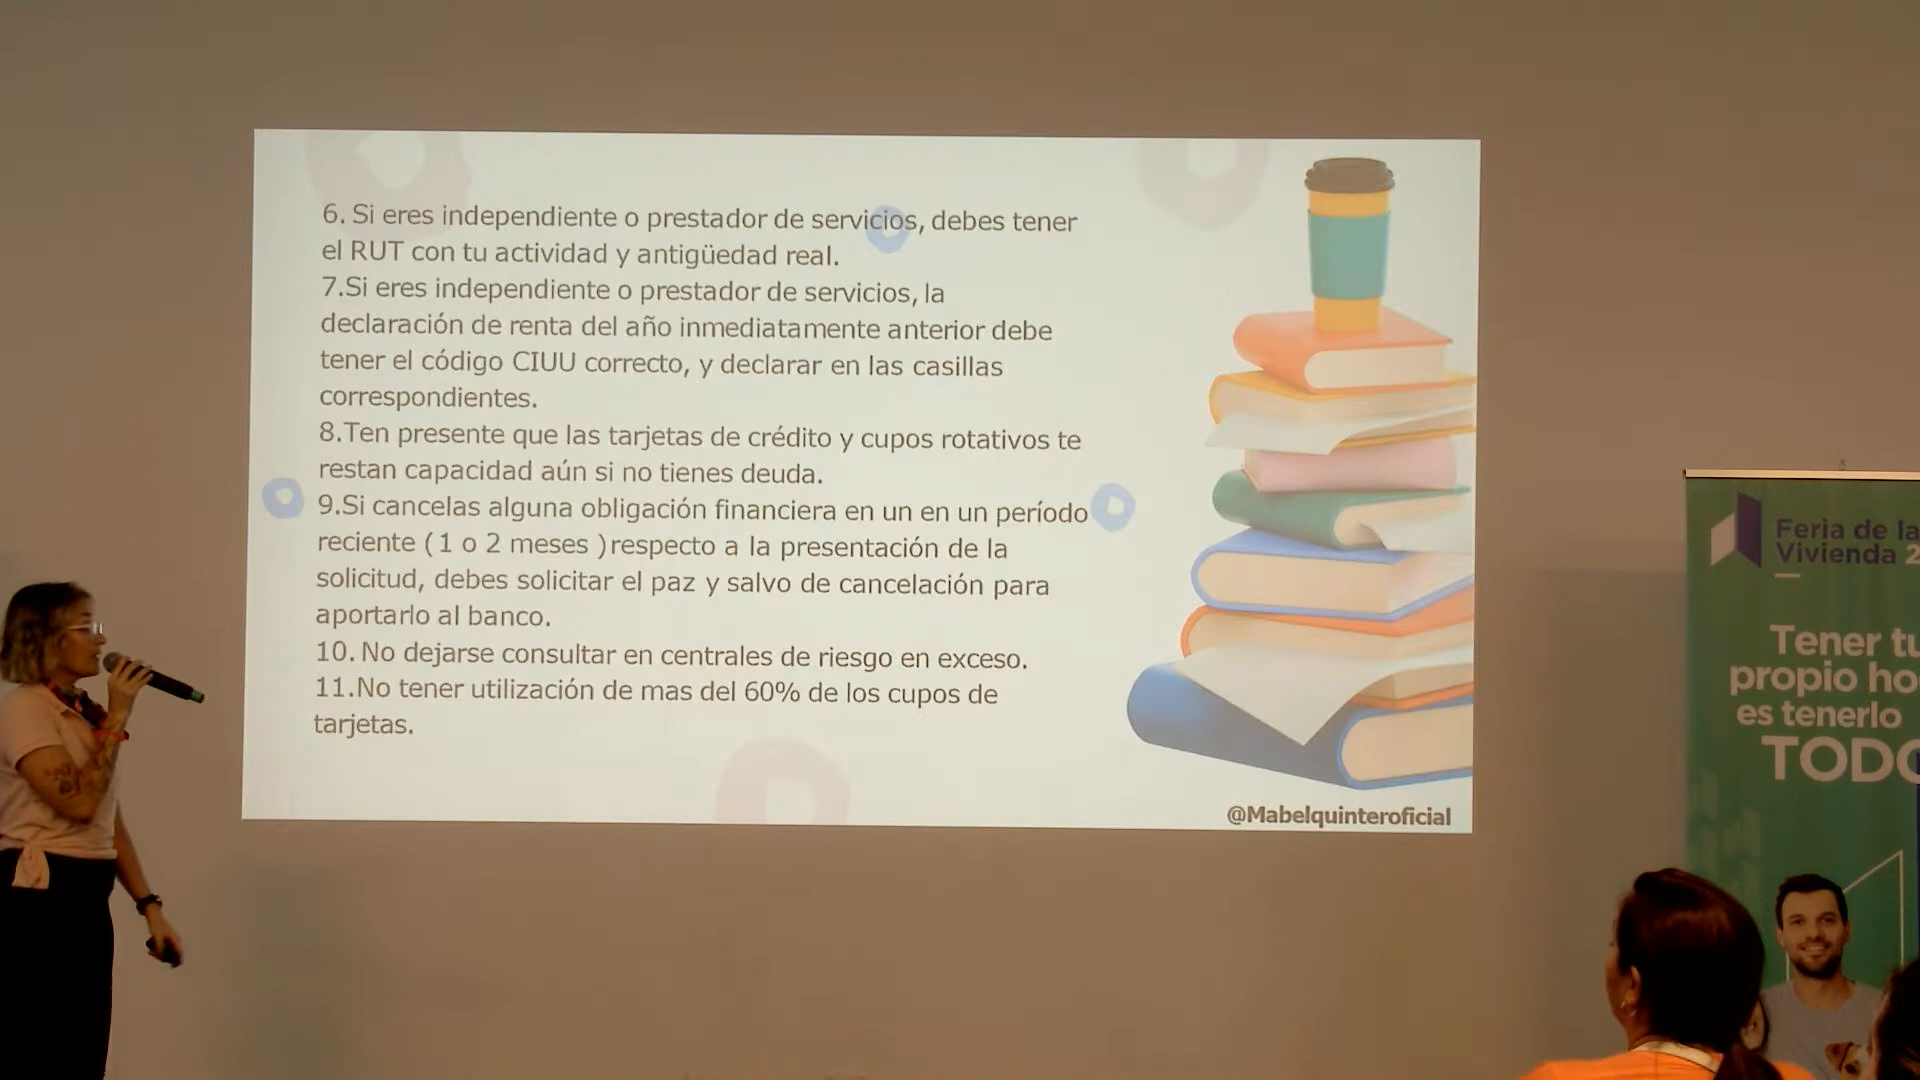 6. Si eres independiente o prestador de servicios, debes tener
el RUT con tu actividad y antigüedad real.
7.Si eres independiente o prestador de servicios, la
declaración de renta del año inmediatamente anterior debe
tener el código CIUU correcto, y declarar en las casillas
correspondientes.
8.Ten presente que las tarjetas de crédito y cupos rotativos te
restan capacidad aún si no tienes deuda.
9.Si cancelas alguna obligación financiera en un en un período
reciente ( 1 o 2 meses )respecto a la presentación de la
solicitud, debes solicitar el paz y salvo de cancelación para
aportarlo al banco.
10. No dejarse consultar en centrales de riesgo en exceso.
11.No tener utilización de mas del 60% de los cupos de
tarjetas.
@Mabelquinteroficial
Feria de la
Vivienda 2
Tener tu
propio ho
es tenerlo
TODO